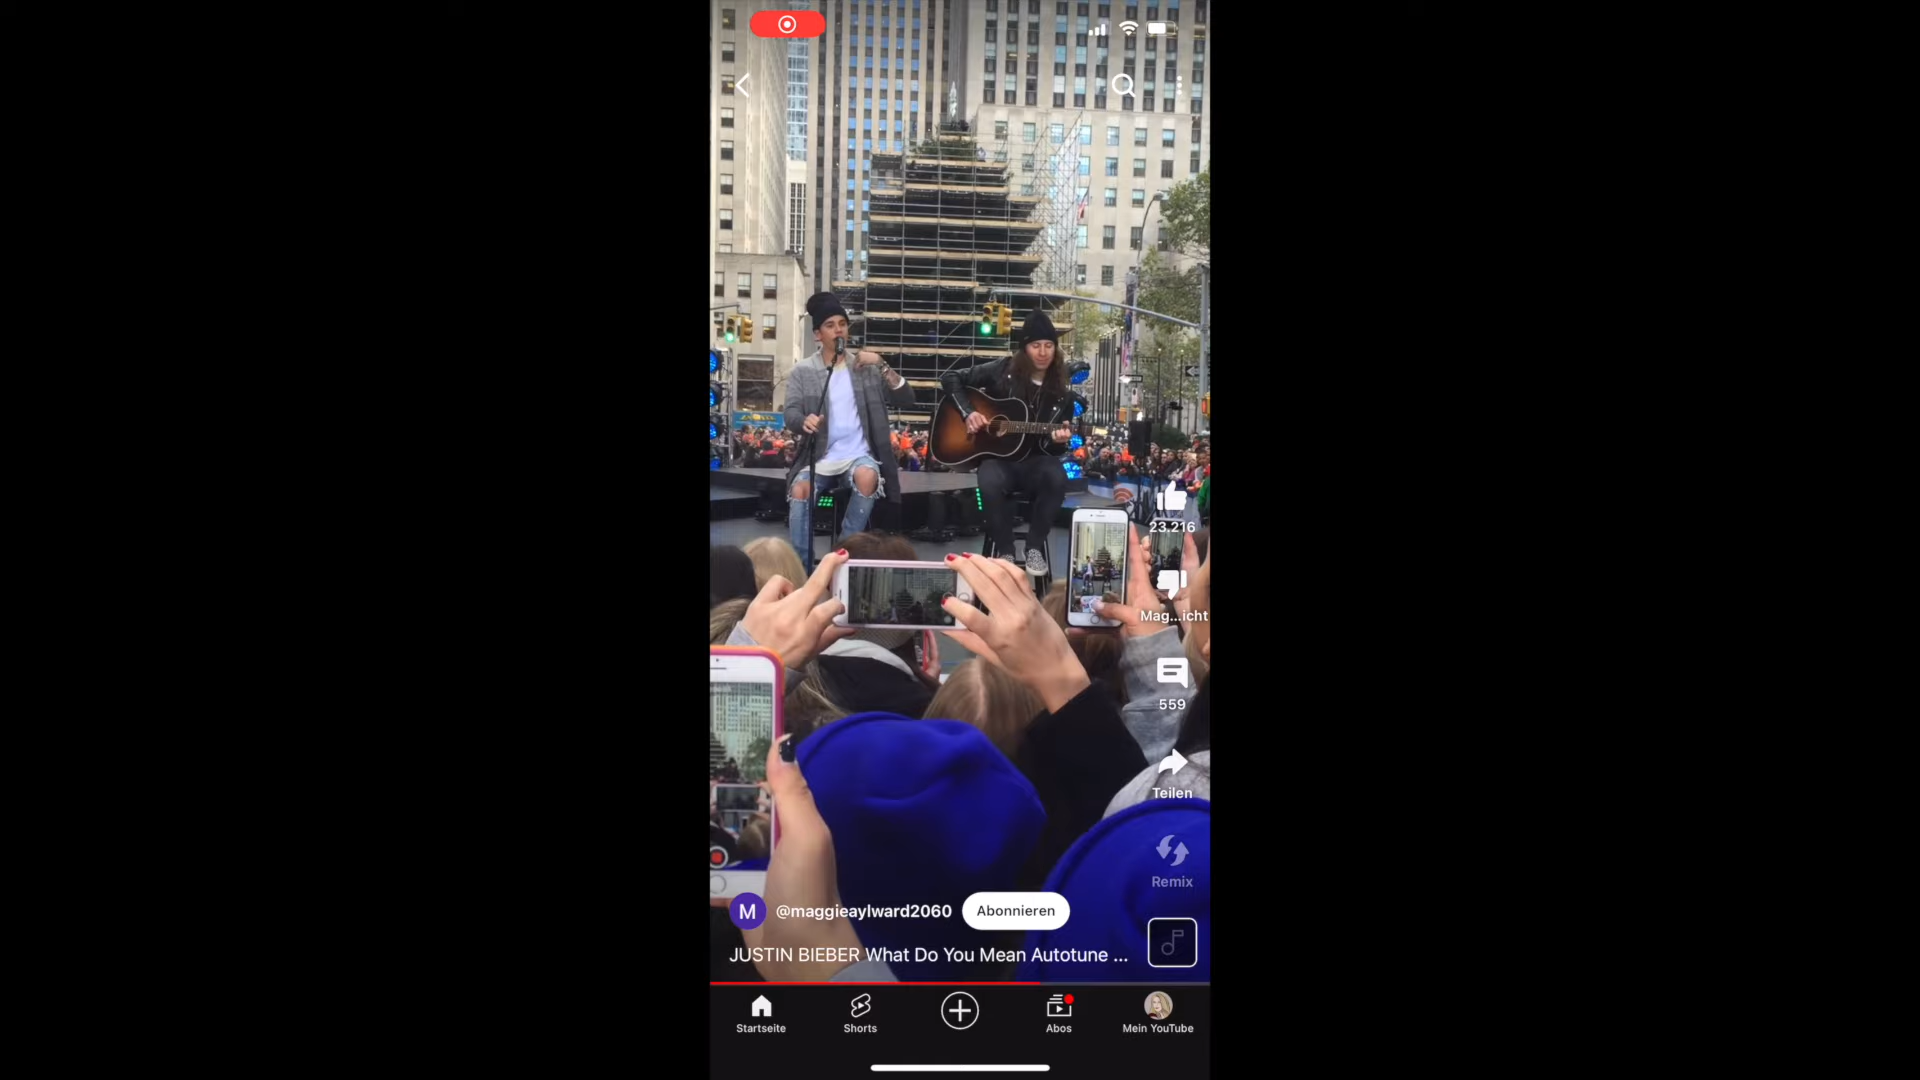 23.216
Mag...icht
559
Teilen
Remix
M
@maggieaylward2060
Abonnieren
JUSTIN BIEBER What Do You Mean Autotune ...
Startseite
Shorts
Abos
Mein YouTube